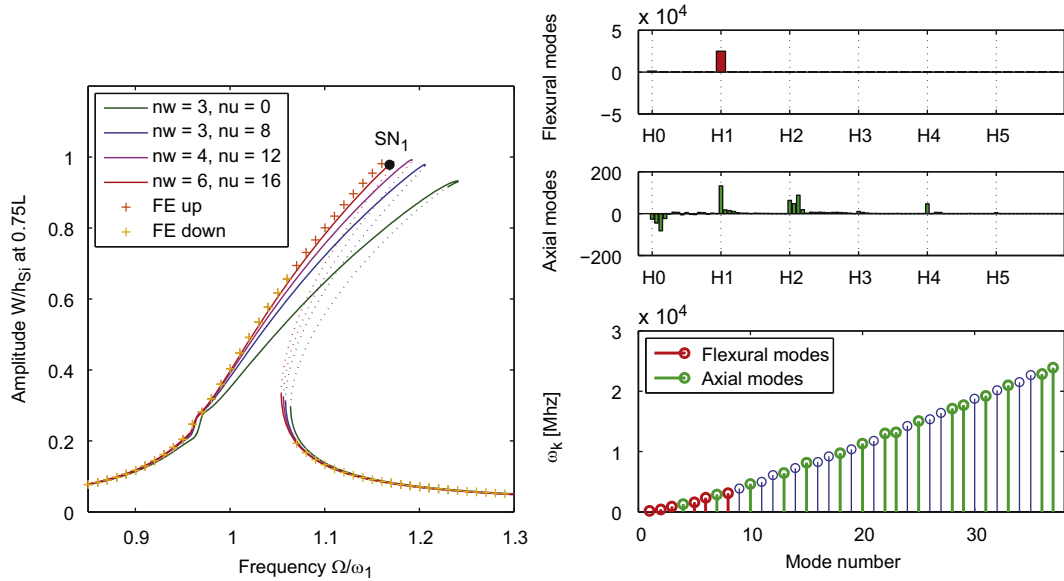 Amplitude W/h_Si at 0.75L
1
0.8
0.6
0.4
0.2
0
nw = 3, nu = 0
nw = 3, nu = 8
nw = 4, nu = 12
nw = 6, nu = 16
FE up
FE down
SN_1
0.9 1 1.1 1.2 1.3
Frequency Ω/ω_1
x 10^4
Flexural modes
5
0
−5
H0 H1 H2 H3 H4 H5
Axial modes
200
0
−200
H0 H1 H2 H3 H4 H5
x 10^4
ω_k [Mhz]
3
2
1
0
Flexural modes
Axial modes
0 10 20 30
Mode number